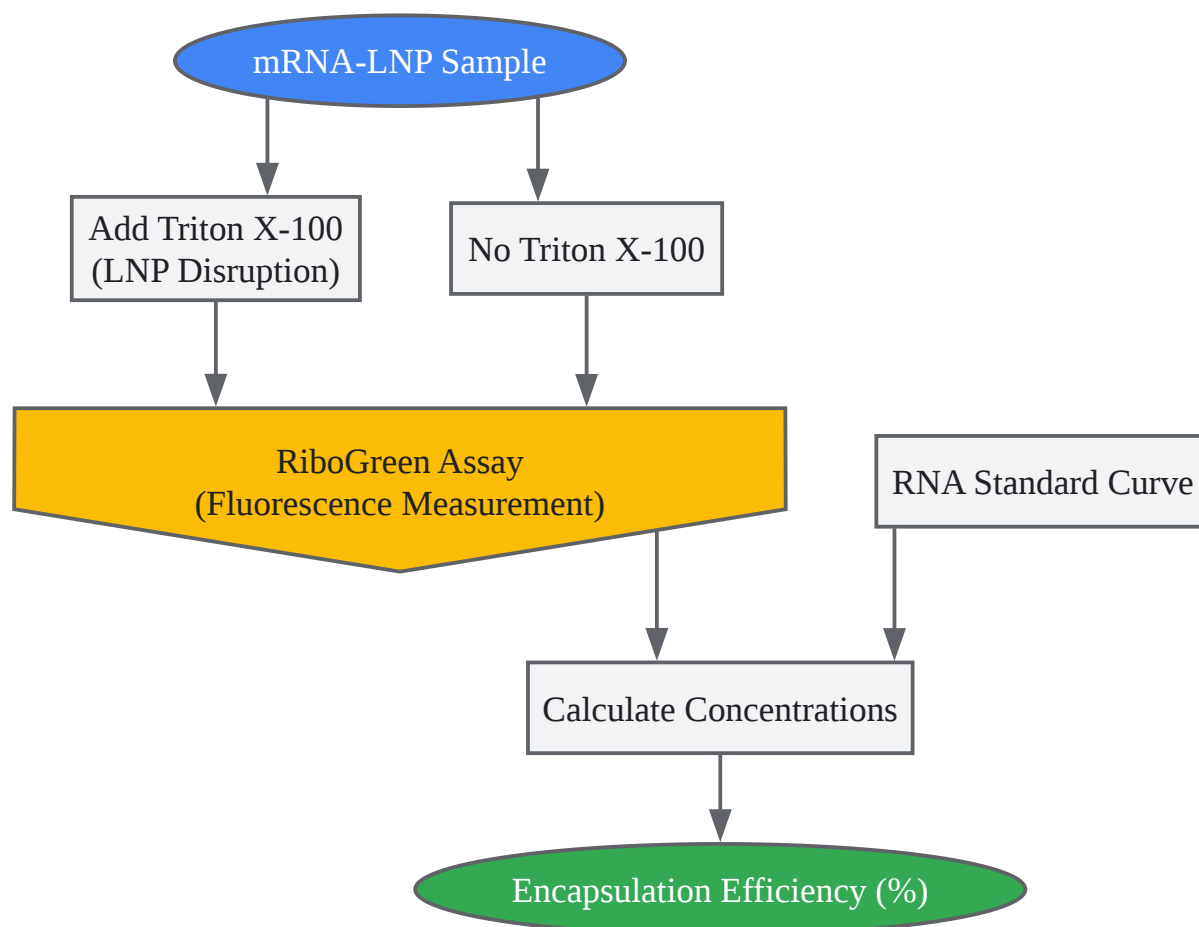 mRNA-LNP Sample
Add Triton X-100
(LNP Disruption)
No Triton X-100
RiboGreen Assay
(Fluorescence Measurement)
RNA Standard Curve
Calculate Concentrations
Encapsulation Efficiency (%)